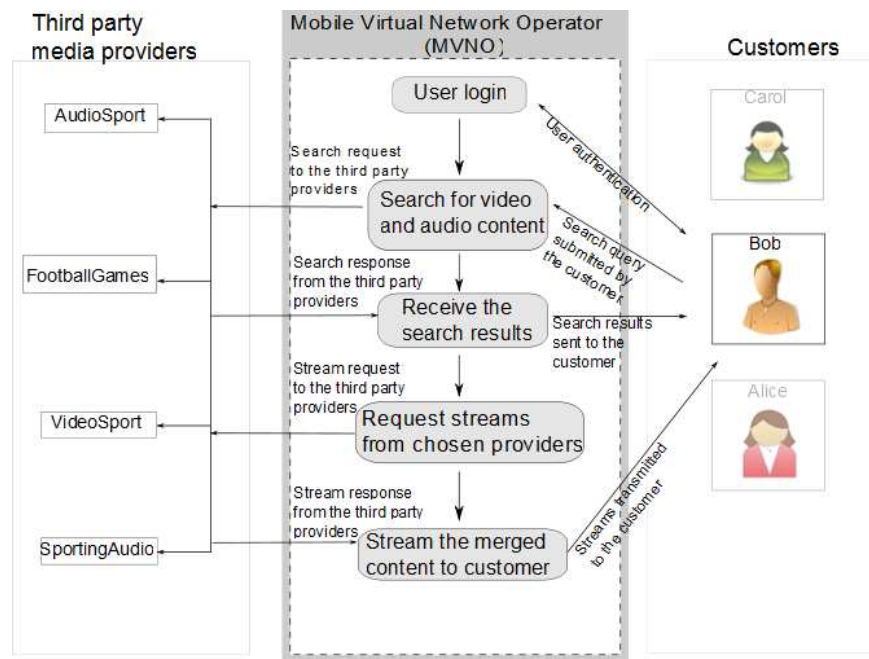 Third party
media providers
AudioSport
FootballGames
VideoSport
SportingAudio
Mobile Virtual Network Operator
(MVNO)
User login
Search request
to the third party
providers
Search for video
and audio content
Search response
from the third party
providers
Receive the
search results
Stream request
to the third party
providers
Request streams
from chosen providers
Stream response
from the third party
providers
Stream the merged
content to customer
User authentication
Search query
submitted by
the customer
Search results
sent to the
customer
Streams transmitted
to the customer
Customers
Carol
Bob
Alice